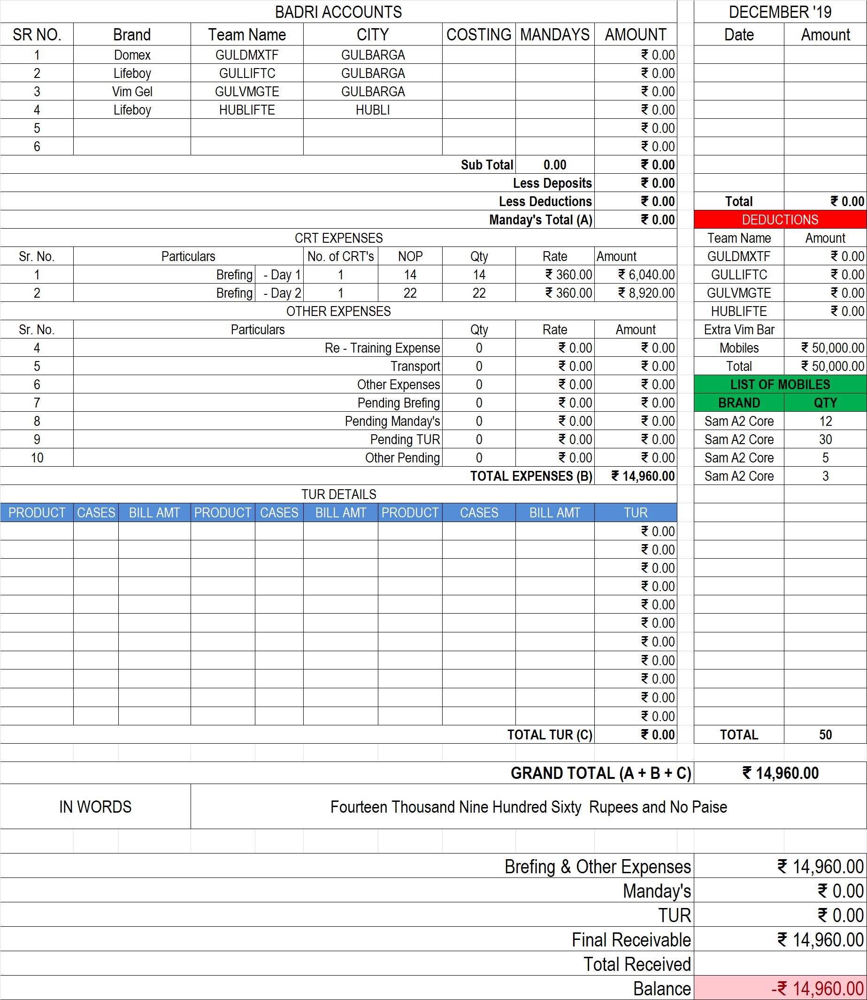 BADRI ACCOUNTS DECEMBER '19
SR NO. Brand Team Name CITY COSTING MANDAYS AMOUNT Date Amount
1 Domex GULDMXTF GULBARGA ₹ 0.00
2 Lifeboy GULLIFTC GULBARGA ₹ 0.00
3 Vim Gel GULVMGTE GULBARGA ₹ 0.00
4 Lifeboy HUBLIFTE HUBLI ₹ 0.00
5 ₹ 0.00
6 ₹ 0.00
Sub Total 0.00 ₹ 0.00
Less Deposits ₹ 0.00
Less Deductions ₹ 0.00 Total ₹ 0.00
Manday's Total (A) ₹ 0.00 DEDUCTIONS
CRT EXPENSES Team Name Amount
Sr. No. Particulars No. of CRT's NOP Qty Rate Amount GULDMXTF ₹ 0.00
1 Brefing - Day 1 1 14 14 ₹ 360.00 ₹ 6,040.00 GULLIFTC ₹ 0.00
2 Brefing - Day 2 1 22 22 ₹ 360.00 ₹ 8,920.00 GULVMGTE ₹ 0.00
OTHER EXPENSES HUBLIFTE ₹ 0.00
Sr. No. Particulars Qty Rate Amount Extra Vim Bar
4 Re - Training Expense 0 ₹ 0.00 ₹ 0.00 Mobiles ₹ 50,000.00
5 Transport 0 ₹ 0.00 ₹ 0.00 Total ₹ 50,000.00
6 Other Expenses 0 ₹ 0.00 ₹ 0.00 LIST OF MOBILES
7 Pending Brefing 0 ₹ 0.00 ₹ 0.00 BRAND QTY
8 Pending Manday's 0 ₹ 0.00 ₹ 0.00 Sam A2 Core 12
9 Pending TUR 0 ₹ 0.00 ₹ 0.00 Sam A2 Core 30
10 Other Pending 0 ₹ 0.00 ₹ 0.00 Sam A2 Core 5
TOTAL EXPENSES (B) ₹ 14,960.00 Sam A2 Core 3
TUR DETAILS
PRODUCT CASES BILL AMT PRODUCT CASES BILL AMT PRODUCT CASES BILL AMT TUR
₹ 0.00
₹ 0.00
₹ 0.00
₹ 0.00
₹ 0.00
₹ 0.00
₹ 0.00
₹ 0.00
₹ 0.00
₹ 0.00
₹ 0.00
TOTAL TUR (C) ₹ 0.00 TOTAL 50
GRAND TOTAL (A + B + C) ₹ 14,960.00
IN WORDS Fourteen Thousand Nine Hundred Sixty  Rupees and No Paise
Brefing & Other Expenses ₹ 14,960.00
Manday's ₹ 0.00
TUR ₹ 0.00
Final Receivable ₹ 14,960.00
Total Received
Balance -₹ 14,960.00